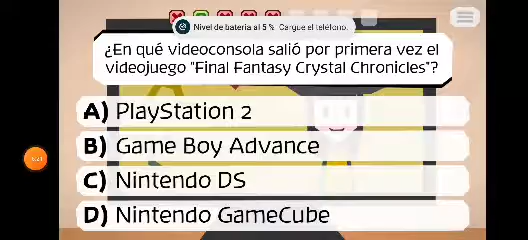 Nivel de batería al 5 %. Cargue el teléfono.
¿En qué videoconsola salió por primera vez el
videojuego "Final Fantasy Crystal Chronicles"?
A) PlayStation 2
B) Game Boy Advance
C) Nintendo DS
D) Nintendo GameCube